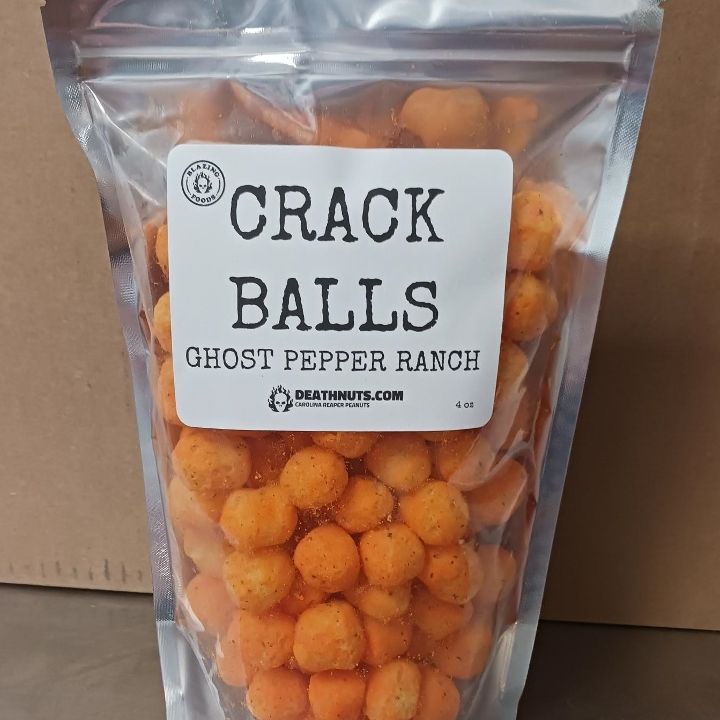 BLAZING
FOODS
CRACK
BALLS
GHOST PEPPER RANCH
DEATHNUTS.COM
CAROLINA REAPER PEANUTS
4 oz